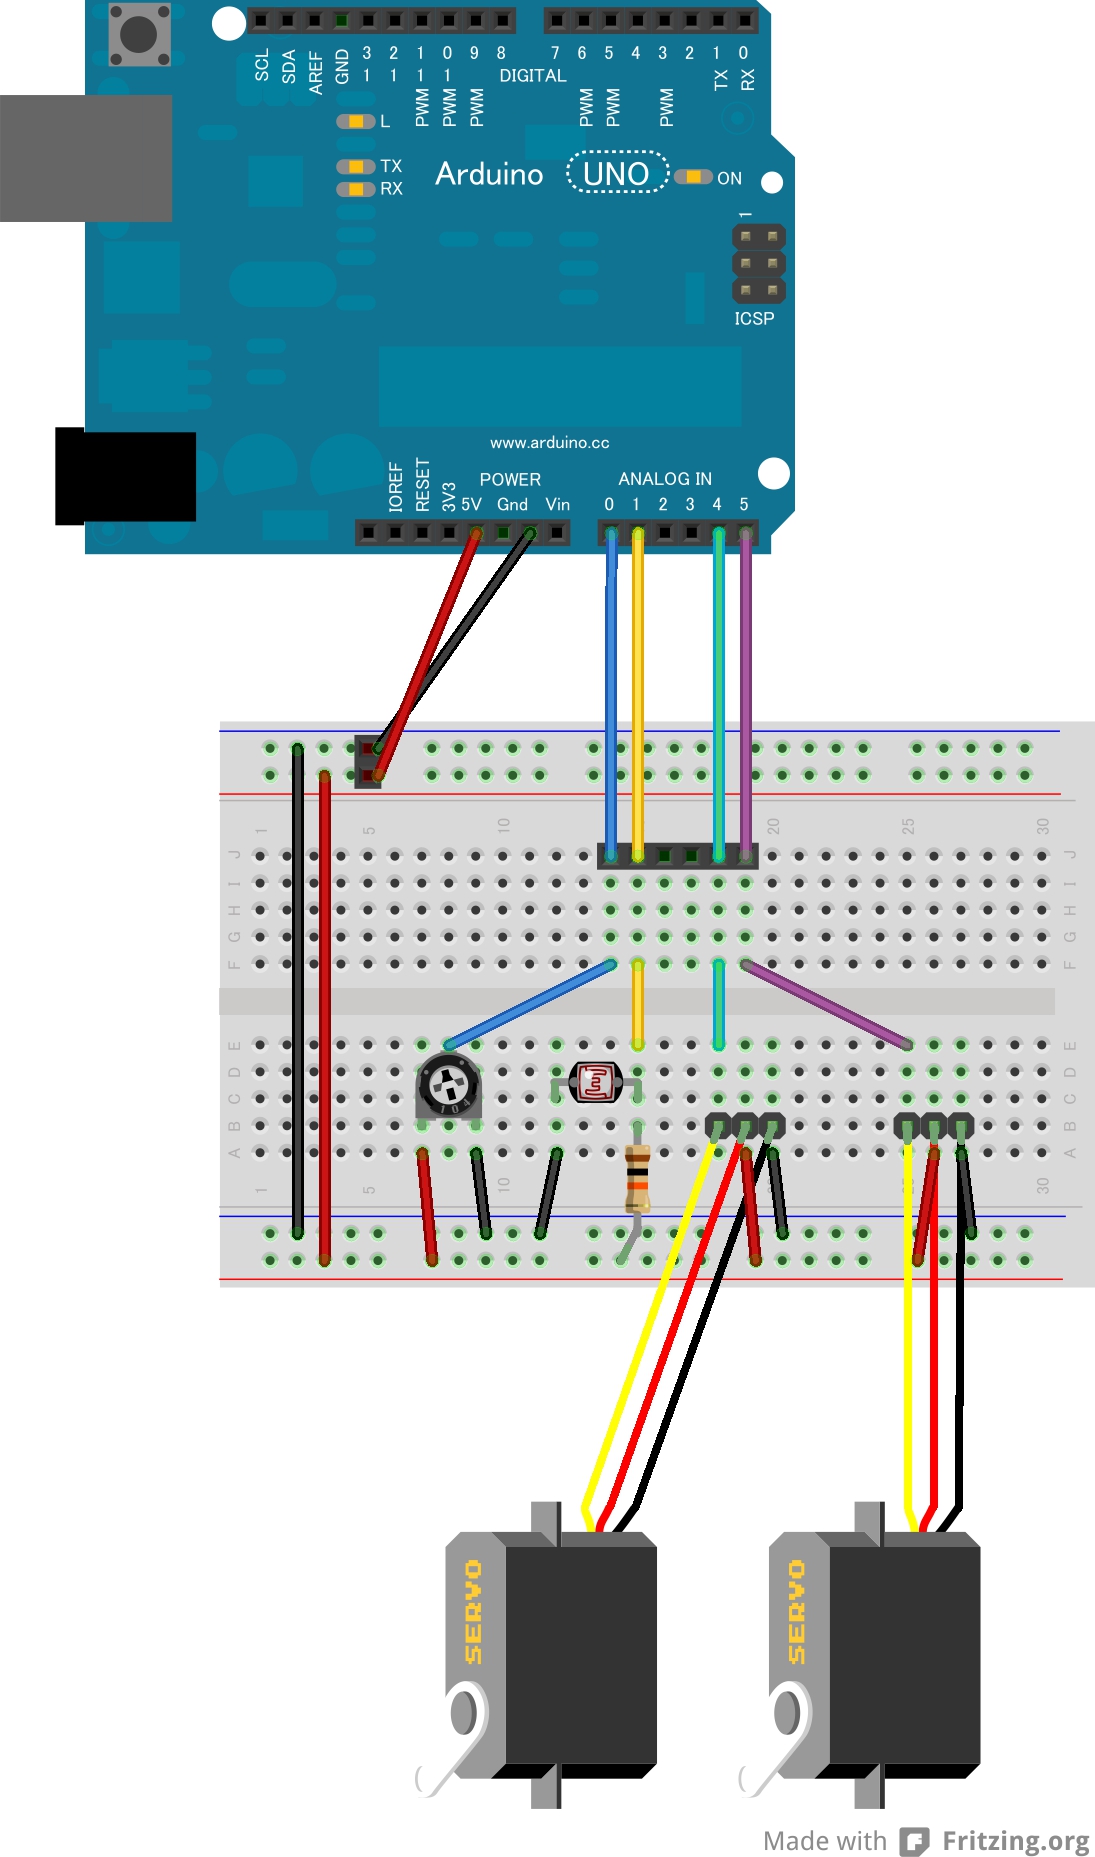 SCL SDA AREF GND 13 12 11 10 9 8 7 6 5 4 3 2 1 0
PWM PWM PWM DIGITAL PWM PWM PWM TX RX
L
TX
RX
Arduino UNO ON
1
ICSP
www.arduino.cc
POWER ANALOG IN
IOREF RESET 3V3 5V Gnd Vin 0 1 2 3 4 5
1 5 10 20 25 30
J J
I I
H H
G G
F F
E E
D D
C C
B B
A A
1 5 10 30
104
SERVO SERVO
Made with Fritzing.org